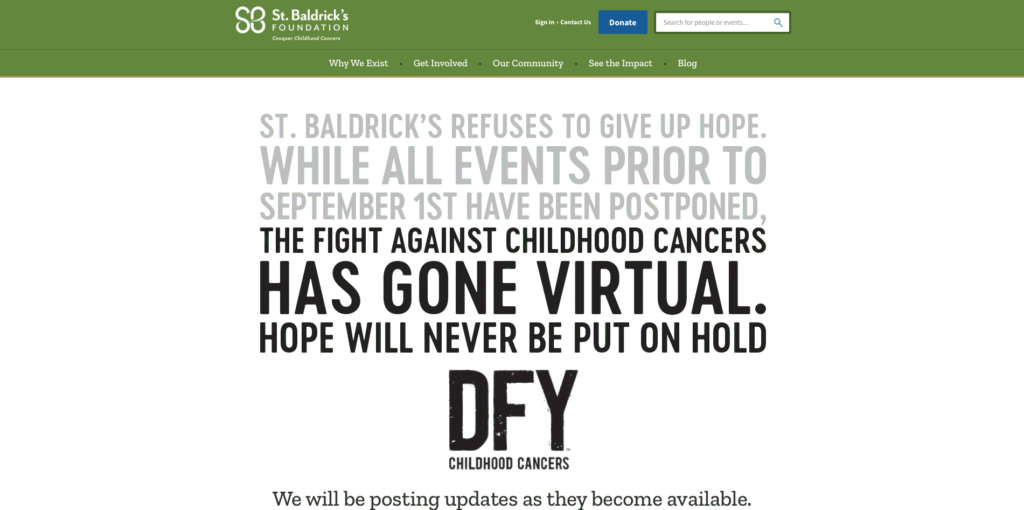 St. Baldrick's
FOUNDATION
Conquer Childhood Cancers
Sign In • Contact Us
Donate
Search for people or events...
Why We Exist • Get Involved • Our Community • See the Impact • Blog
ST. BALDRICK'S REFUSES TO GIVE UP HOPE.
WHILE ALL EVENTS PRIOR TO
SEPTEMBER 1ST HAVE BEEN POSTPONED,
THE FIGHT AGAINST CHILDHOOD CANCERS
HAS GONE VIRTUAL.
HOPE WILL NEVER BE PUT ON HOLD
DFY
CHILDHOOD CANCERS
We will be posting updates as they become available.